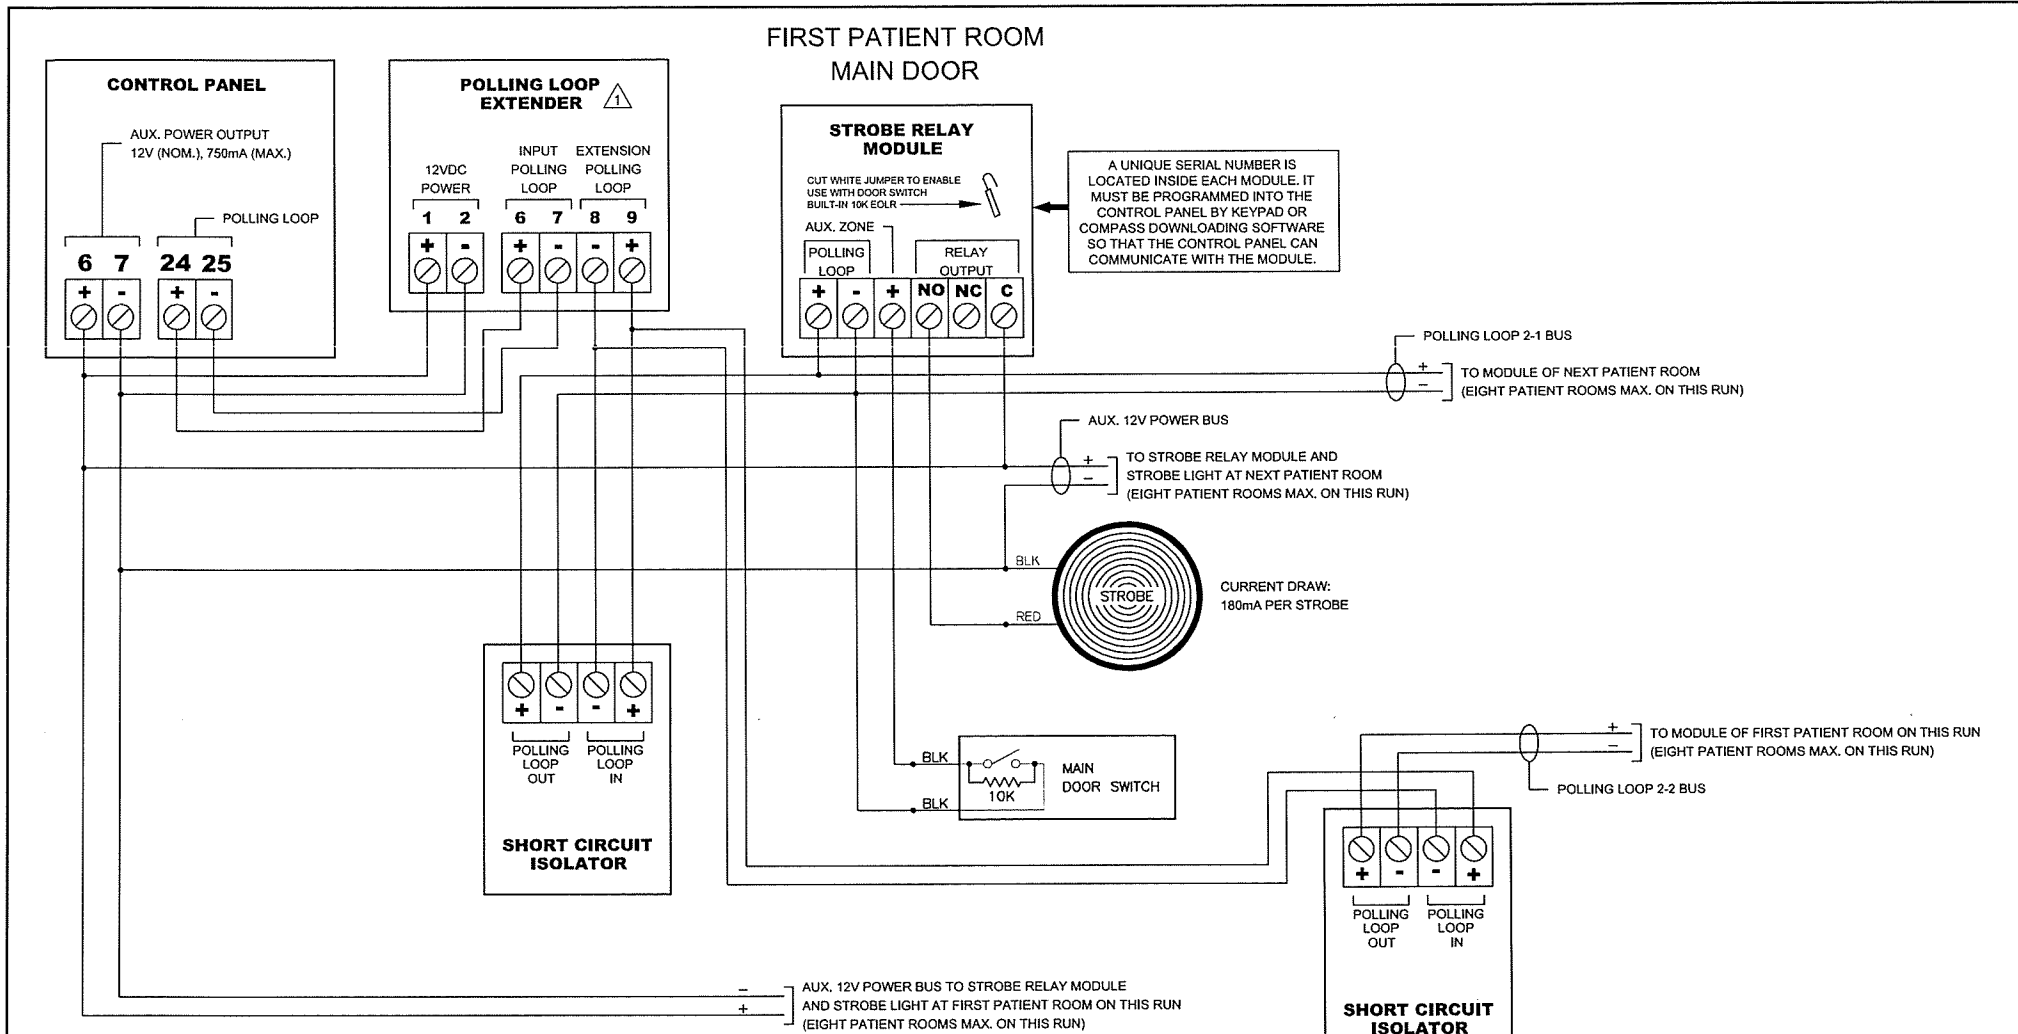 FIRST PATIENT ROOM
MAIN DOOR
CONTROL PANEL
AUX. POWER OUTPUT
12V (NOM.), 750mA (MAX.)
POLLING LOOP
6 7 24 25
+ - + -
POLLING LOOP
EXTENDER
1
12VDC
POWER
INPUT
POLLING
LOOP
EXTENSION
POLLING
LOOP
1 2 6 7 8 9
+ - + - - +
STROBE RELAY
MODULE
CUT WHITE JUMPER TO ENABLE
USE WITH DOOR SWITCH
BUILT-IN 10K EOLR
AUX. ZONE
POLLING
LOOP
RELAY
OUTPUT
+ - + NO NC C
A UNIQUE SERIAL NUMBER IS
LOCATED INSIDE EACH MODULE. IT
MUST BE PROGRAMMED INTO THE
CONTROL PANEL BY KEYPAD OR
COMPASS DOWNLOADING SOFTWARE
SO THAT THE CONTROL PANEL CAN
COMMUNICATE WITH THE MODULE.
POLLING LOOP 2-1 BUS
+
-
TO MODULE OF NEXT PATIENT ROOM
(EIGHT PATIENT ROOMS MAX. ON THIS RUN)
AUX. 12V POWER BUS
+
-
TO STROBE RELAY MODULE AND
STROBE LIGHT AT NEXT PATIENT ROOM
(EIGHT PATIENT ROOMS MAX. ON THIS RUN)
BLK
STROBE
RED
CURRENT DRAW:
180mA PER STROBE
+ - - +
POLLING
LOOP
OUT
POLLING
LOOP
IN
SHORT CIRCUIT
ISOLATOR
BLK
BLK
10K
MAIN
DOOR SWITCH
+
-
TO MODULE OF FIRST PATIENT ROOM ON THIS RUN
(EIGHT PATIENT ROOMS MAX. ON THIS RUN)
POLLING LOOP 2-2 BUS
+ - - +
POLLING
LOOP
OUT
POLLING
LOOP
IN
SHORT CIRCUIT
ISOLATOR
-
+
AUX. 12V POWER BUS TO STROBE RELAY MODULE
AND STROBE LIGHT AT FIRST PATIENT ROOM ON THIS RUN
(EIGHT PATIENT ROOMS MAX. ON THIS RUN)